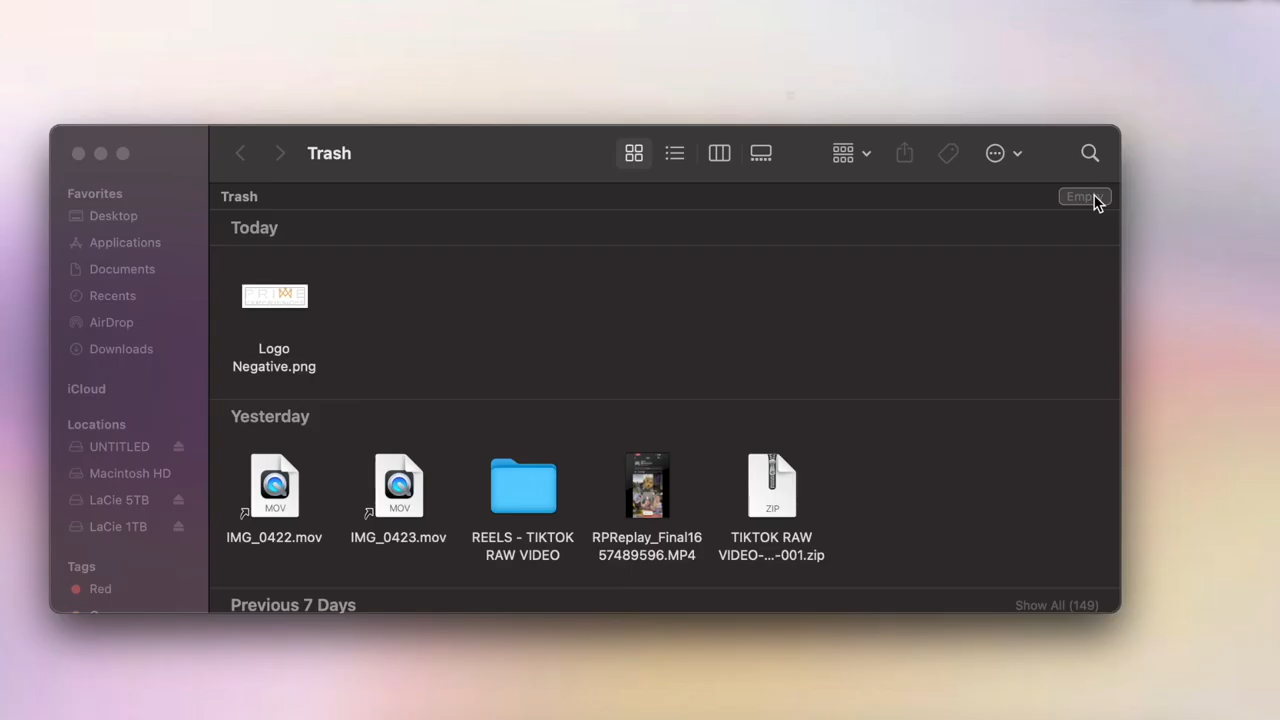 Trash
Favorites
Desktop
Applications
Documents
Recents
AirDrop
Downloads
iCloud
Locations
UNTITLED
Macintosh HD
LaCie 5TB
LaCie 1TB
Tags
Red
Trash
Empty
Today
Logo
Negative.png
Yesterday
MOV
IMG_0422.mov
MOV
IMG_0423.mov
REELS - TIKTOK
RAW VIDEO
RPReplay_Final16
57489596.MP4
ZIP
TIKTOK RAW
VIDEO-...-001.zip
Previous 7 Days
Show All (149)